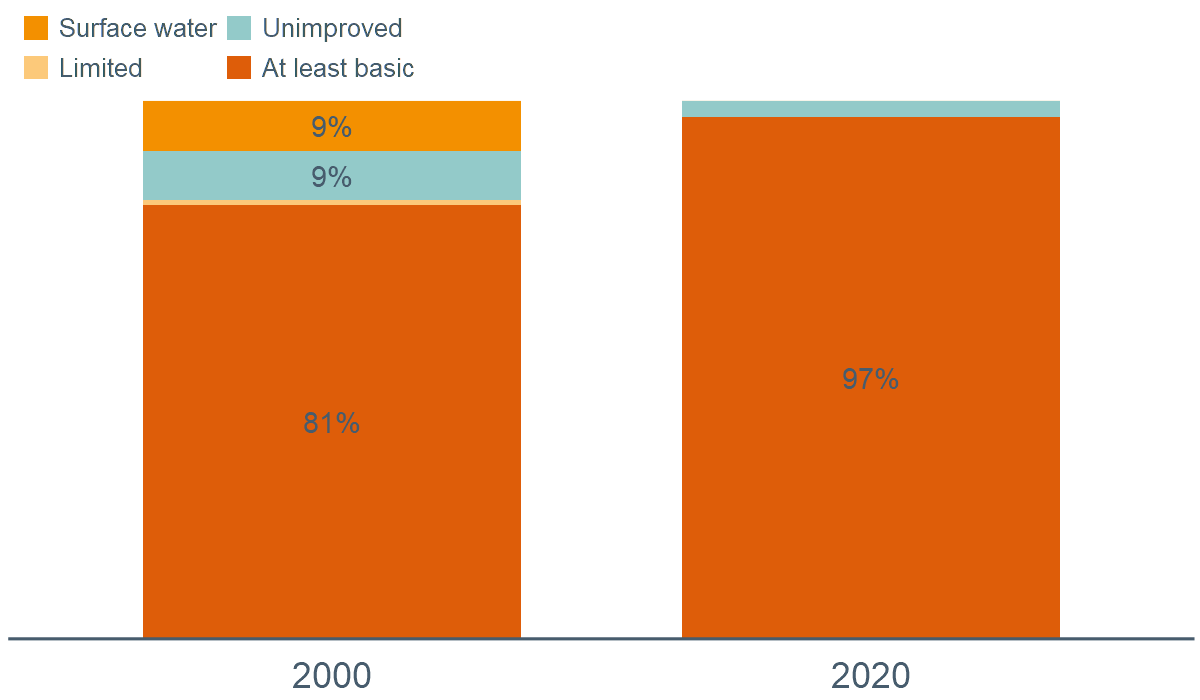 Surface water Unimproved
Limited At least basic
9%
9%
81%
97%
2000 2020